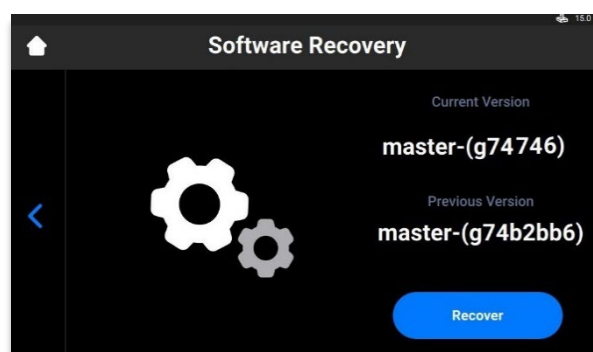 15.0
Software Recovery
Current Version
master-(g74746)
Previous Version
master-(g74b2bb6)
Recover